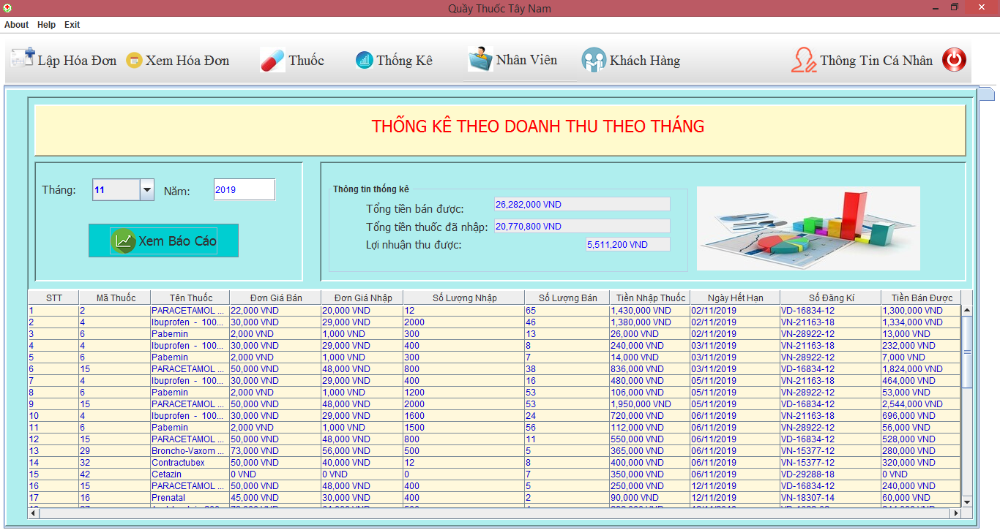 Quầy Thuốc Tây Nam
About Help Exit
Lập Hóa Đơn Xem Hóa Đơn Thuốc Thống Kê Nhân Viên Khách Hàng Thông Tin Cá Nhân
THỐNG KÊ THEO DOANH THU THEO THÁNG
Tháng: 11 Năm: 2019
Xem Báo Cáo
Thông tin thống kê
Tổng tiền bán được: 26,282,000 VND
Tổng tiền thuốc đã nhập: 20,770,800 VND
Lợi nhuận thu được: 5,511,200 VND
STT Mã Thuốc Tên Thuốc Đơn Giá Bán Đơn Giá Nhập Số Lượng Nhập Số Lượng Bán Tiền Nhập Thuốc Ngày Hết Hạn Số Đăng Kí Tiền Bán Được
1 2 PARACETAMOL ... 22,000 VND 20,000 VND 12 65 1,430,000 VND 02/11/2019 VD-16834-12 1,300,000 VND
2 4 Ibuprofen - 100... 30,000 VND 29,000 VND 2000 46 1,380,000 VND 02/11/2019 VN-21163-18 1,334,000 VND
3 6 Pabemin 2,000 VND 1,000 VND 300 13 26,000 VND 02/11/2019 VN-28922-12 13,000 VND
4 4 Ibuprofen - 100... 30,000 VND 29,000 VND 400 8 240,000 VND 03/11/2019 VN-21163-18 232,000 VND
5 6 Pabemin 2,000 VND 1,000 VND 300 7 14,000 VND 03/11/2019 VN-28922-12 7,000 VND
6 15 PARACETAMOL ... 50,000 VND 48,000 VND 800 38 836,000 VND 03/11/2019 VD-16834-12 1,824,000 VND
7 4 Ibuprofen - 100... 30,000 VND 29,000 VND 400 16 480,000 VND 05/11/2019 VN-21163-18 464,000 VND
8 6 Pabemin 2,000 VND 1,000 VND 1200 53 106,000 VND 05/11/2019 VN-28922-12 53,000 VND
9 15 PARACETAMOL ... 50,000 VND 48,000 VND 2000 53 1,950,000 VND 05/11/2019 VD-16834-12 2,544,000 VND
10 4 Ibuprofen - 100... 30,000 VND 29,000 VND 1600 24 720,000 VND 06/11/2019 VN-21163-18 696,000 VND
11 6 Pabemin 2,000 VND 1,000 VND 1500 56 112,000 VND 06/11/2019 VN-28922-12 56,000 VND
12 15 PARACETAMOL ... 50,000 VND 48,000 VND 800 11 550,000 VND 06/11/2019 VD-16834-12 528,000 VND
13 29 Broncho-Vaxom ... 73,000 VND 56,000 VND 500 5 365,000 VND 06/11/2019 VN-15377-12 280,000 VND
14 32 Contractubex 50,000 VND 40,000 VND 12 8 400,000 VND 06/11/2019 VN-15377-12 320,000 VND
15 42 Cetazin 0 VND 0 VND 0 7 350,000 VND 06/11/2019 VD-29288-18 0 VND
16 15 PARACETAMOL ... 50,000 VND 48,000 VND 400 5 250,000 VND 12/11/2019 VD-16834-12 240,000 VND
17 16 Prenatal 45,000 VND 30,000 VND 400 2 90,000 VND 12/11/2019 VN-18307-14 60,000 VND